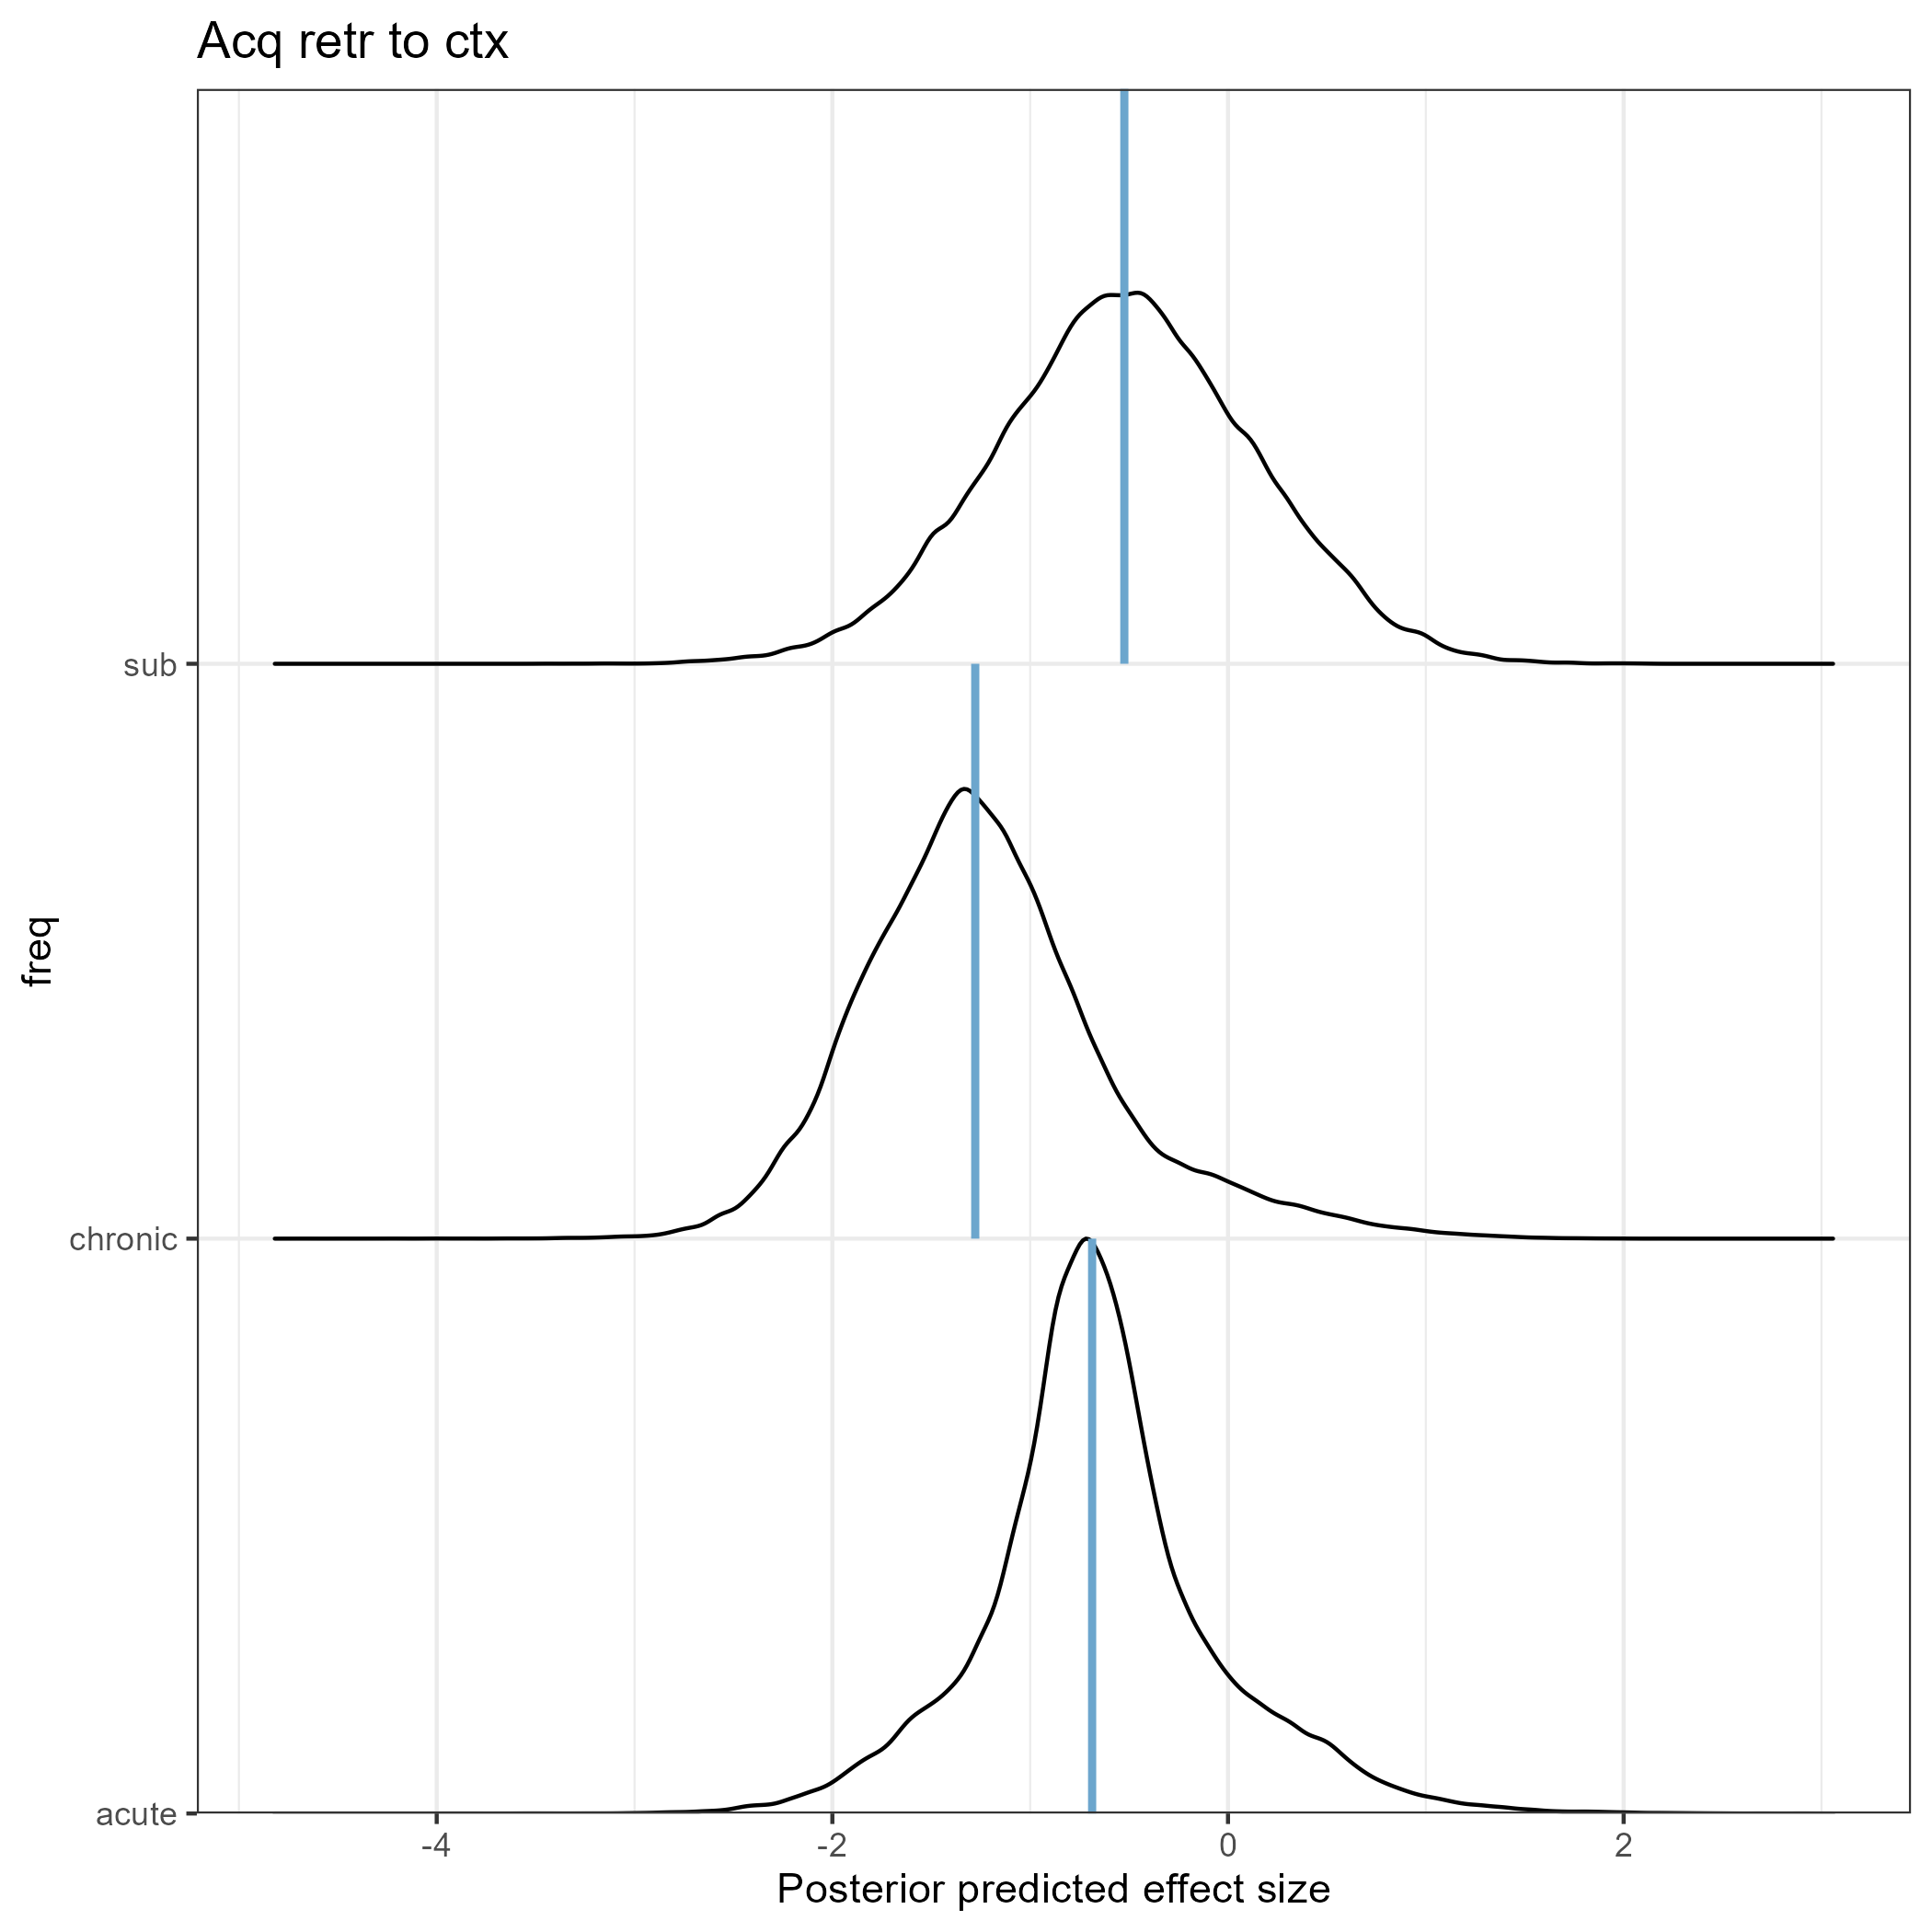 Acq retr to ctx
sub
chronic
acute
freq
-4 -2 0 2
Posterior predicted effect size